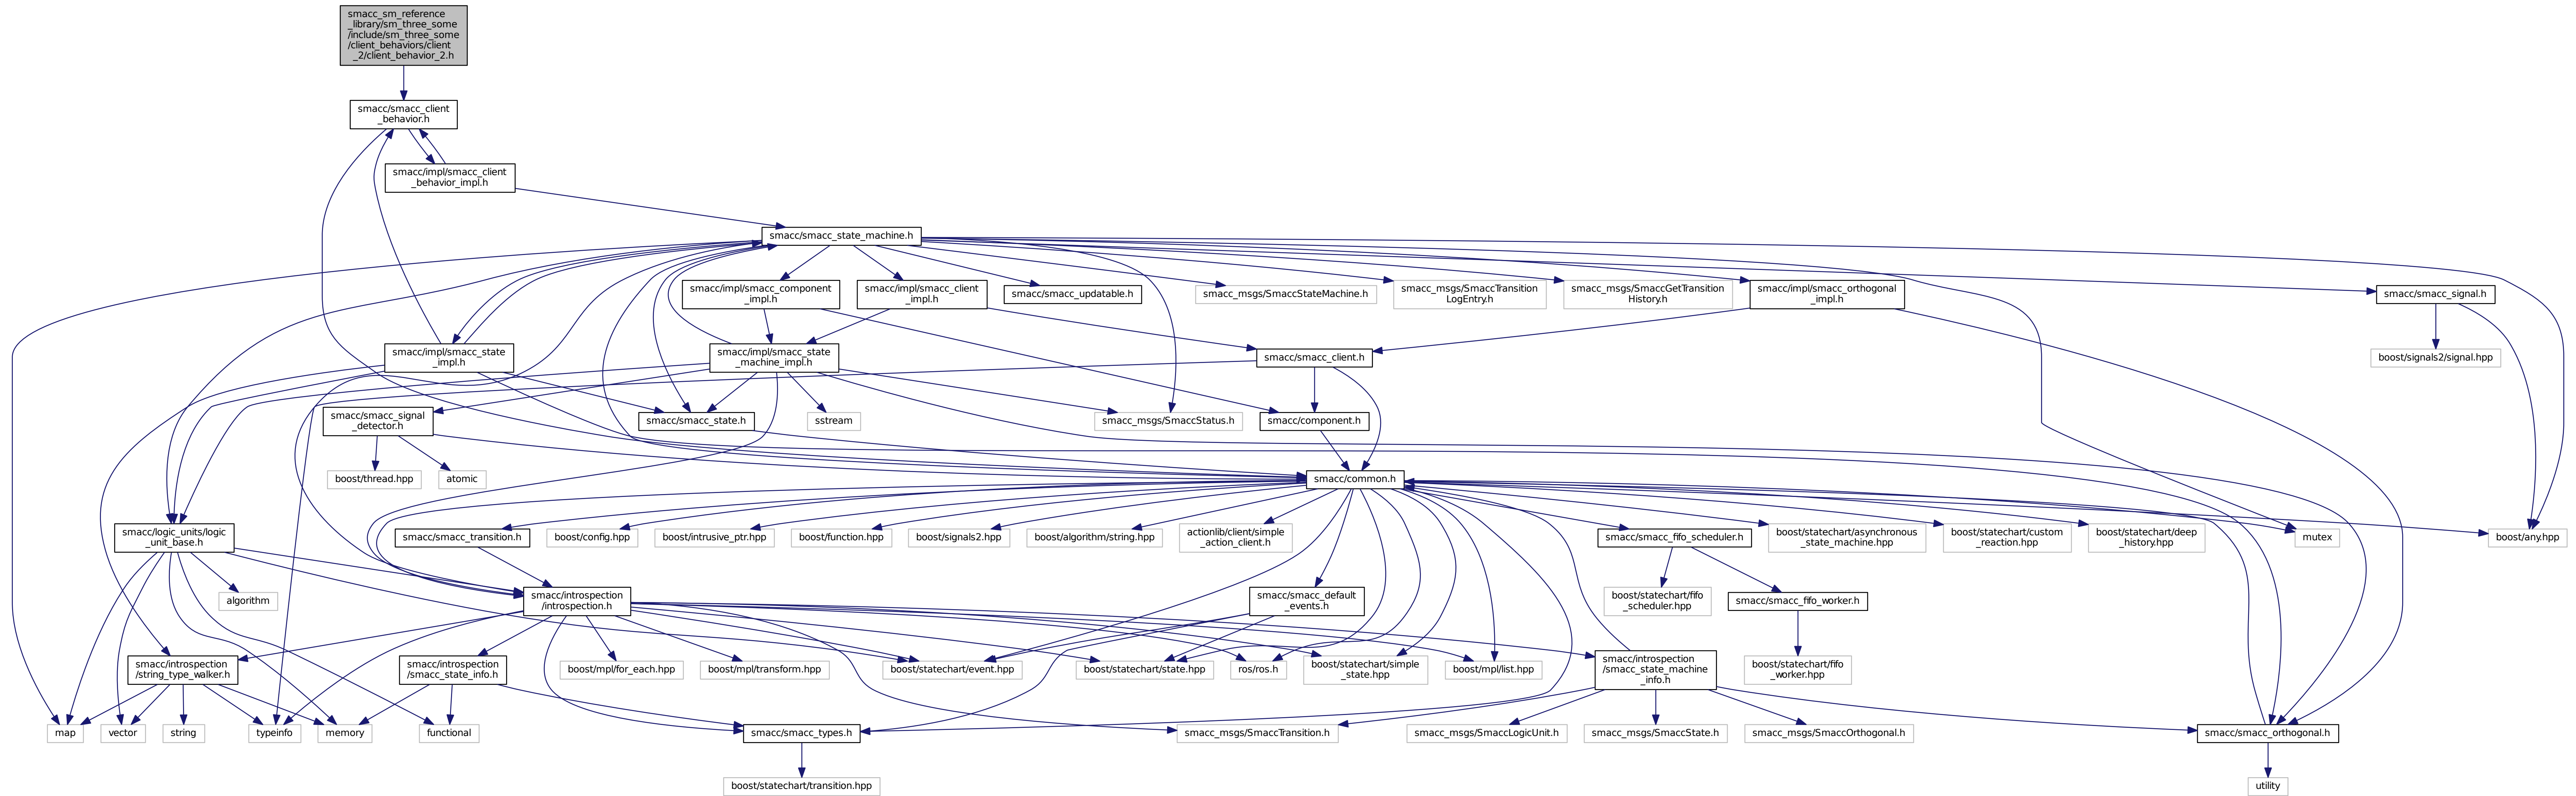 smacc_sm_reference
_library/sm_three_some
/include/sm_three_some
/client_behaviors/client
_2/client_behavior_2.h
smacc/smacc_client
_behavior.h
smacc/impl/smacc_client
_behavior_impl.h
smacc/smacc_state_machine.h
smacc/impl/smacc_component
_impl.h
smacc/impl/smacc_client
_impl.h
smacc/smacc_updatable.h
smacc_msgs/SmaccStateMachine.h
smacc_msgs/SmaccTransition
LogEntry.h
smacc_msgs/SmaccGetTransition
History.h
smacc/impl/smacc_orthogonal
_impl.h
smacc/smacc_signal.h
smacc/impl/smacc_state
_impl.h
smacc/impl/smacc_state
_machine_impl.h
smacc/smacc_client.h
boost/signals2/signal.hpp
smacc/smacc_signal
_detector.h
smacc/smacc_state.h
sstream
smacc_msgs/SmaccStatus.h
smacc/component.h
boost/thread.hpp
atomic
smacc/common.h
smacc/logic_units/logic
_unit_base.h
smacc/smacc_transition.h
boost/config.hpp
boost/intrusive_ptr.hpp
boost/function.hpp
boost/signals2.hpp
boost/algorithm/string.hpp
actionlib/client/simple
_action_client.h
smacc/smacc_fifo_scheduler.h
boost/statechart/asynchronous
_state_machine.hpp
boost/statechart/custom
_reaction.hpp
boost/statechart/deep
_history.hpp
mutex
boost/any.hpp
algorithm
smacc/introspection
/introspection.h
smacc/smacc_default
_events.h
boost/statechart/fifo
_scheduler.hpp
smacc/smacc_fifo_worker.h
smacc/introspection
/string_type_walker.h
smacc/introspection
/smacc_state_info.h
boost/mpl/for_each.hpp
boost/mpl/transform.hpp
boost/statechart/event.hpp
boost/statechart/state.hpp
ros/ros.h
boost/statechart/simple
_state.hpp
boost/mpl/list.hpp
smacc/introspection
/smacc_state_machine
_info.h
boost/statechart/fifo
_worker.hpp
map
vector
string
typeinfo
memory
functional
smacc/smacc_types.h
smacc_msgs/SmaccTransition.h
smacc_msgs/SmaccLogicUnit.h
smacc_msgs/SmaccState.h
smacc_msgs/SmaccOrthogonal.h
smacc/smacc_orthogonal.h
boost/statechart/transition.hpp
utility